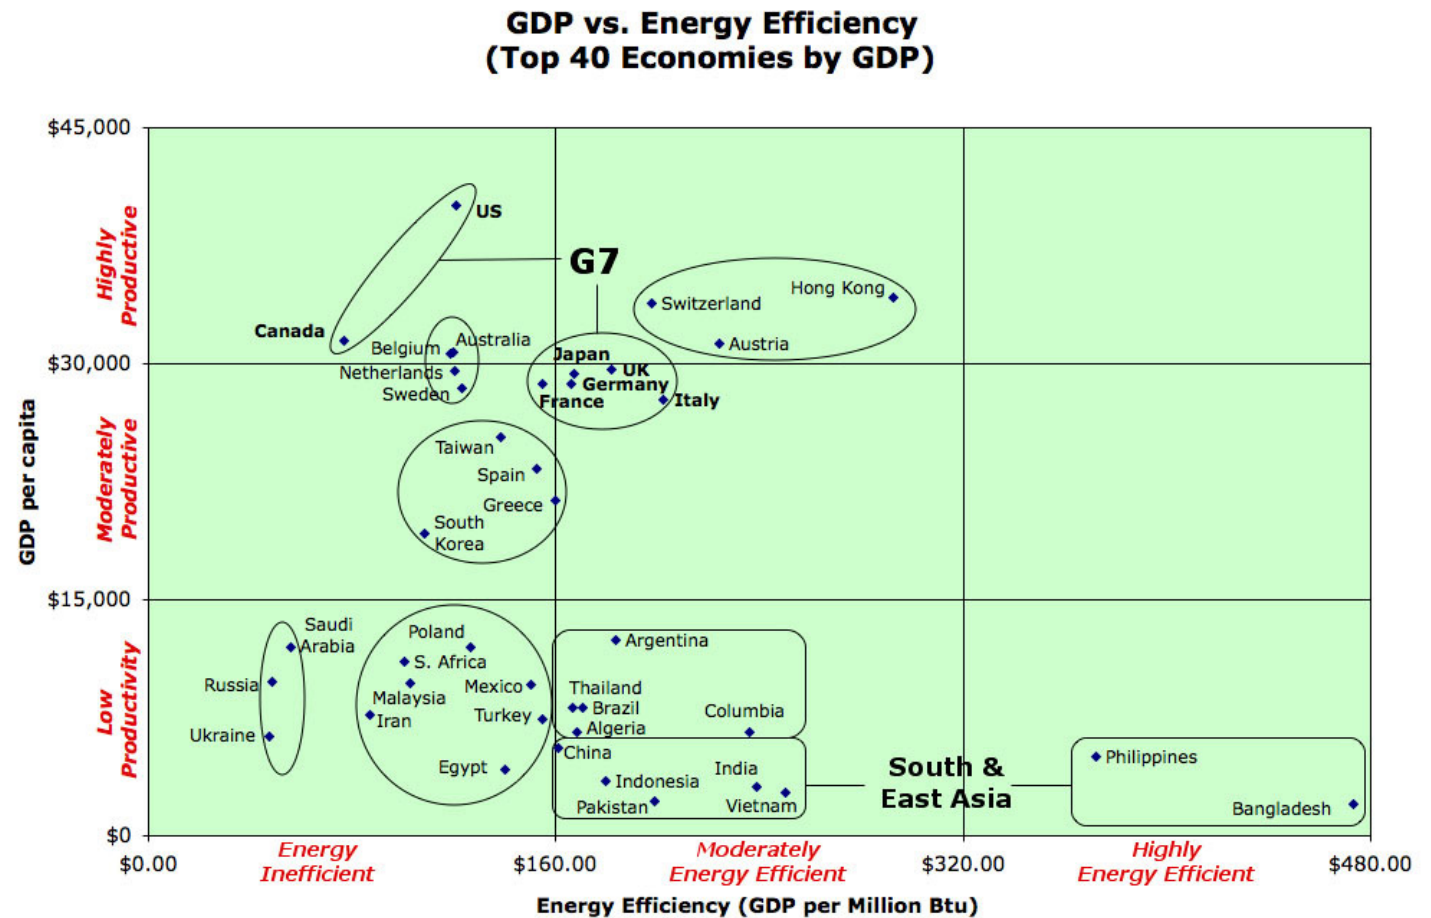 GDP vs. Energy Efficiency
(Top 40 Economies by GDP)
$45,000
$30,000
$15,000
$0
GDP per capita
Highly
Productive
Moderately
Productive
Low
Productivity
US
G7
Canada
Switzerland
Hong Kong
Austria
Belgium
Australia
Netherlands
Sweden
Japan
UK
Germany
France
Italy
Taiwan
Spain
Greece
South
Korea
Saudi
Arabia
Russia
Ukraine
Poland
S. Africa
Malaysia
Mexico
Iran
Turkey
Egypt
Argentina
Thailand
Brazil
Algeria
Columbia
China
Indonesia
India
Pakistan
Vietnam
South &
East Asia
Philippines
Bangladesh
$0.00
$160.00
$320.00
$480.00
Energy
Inefficient
Moderately
Energy Efficient
Highly
Energy Efficient
Energy Efficiency (GDP per Million Btu)